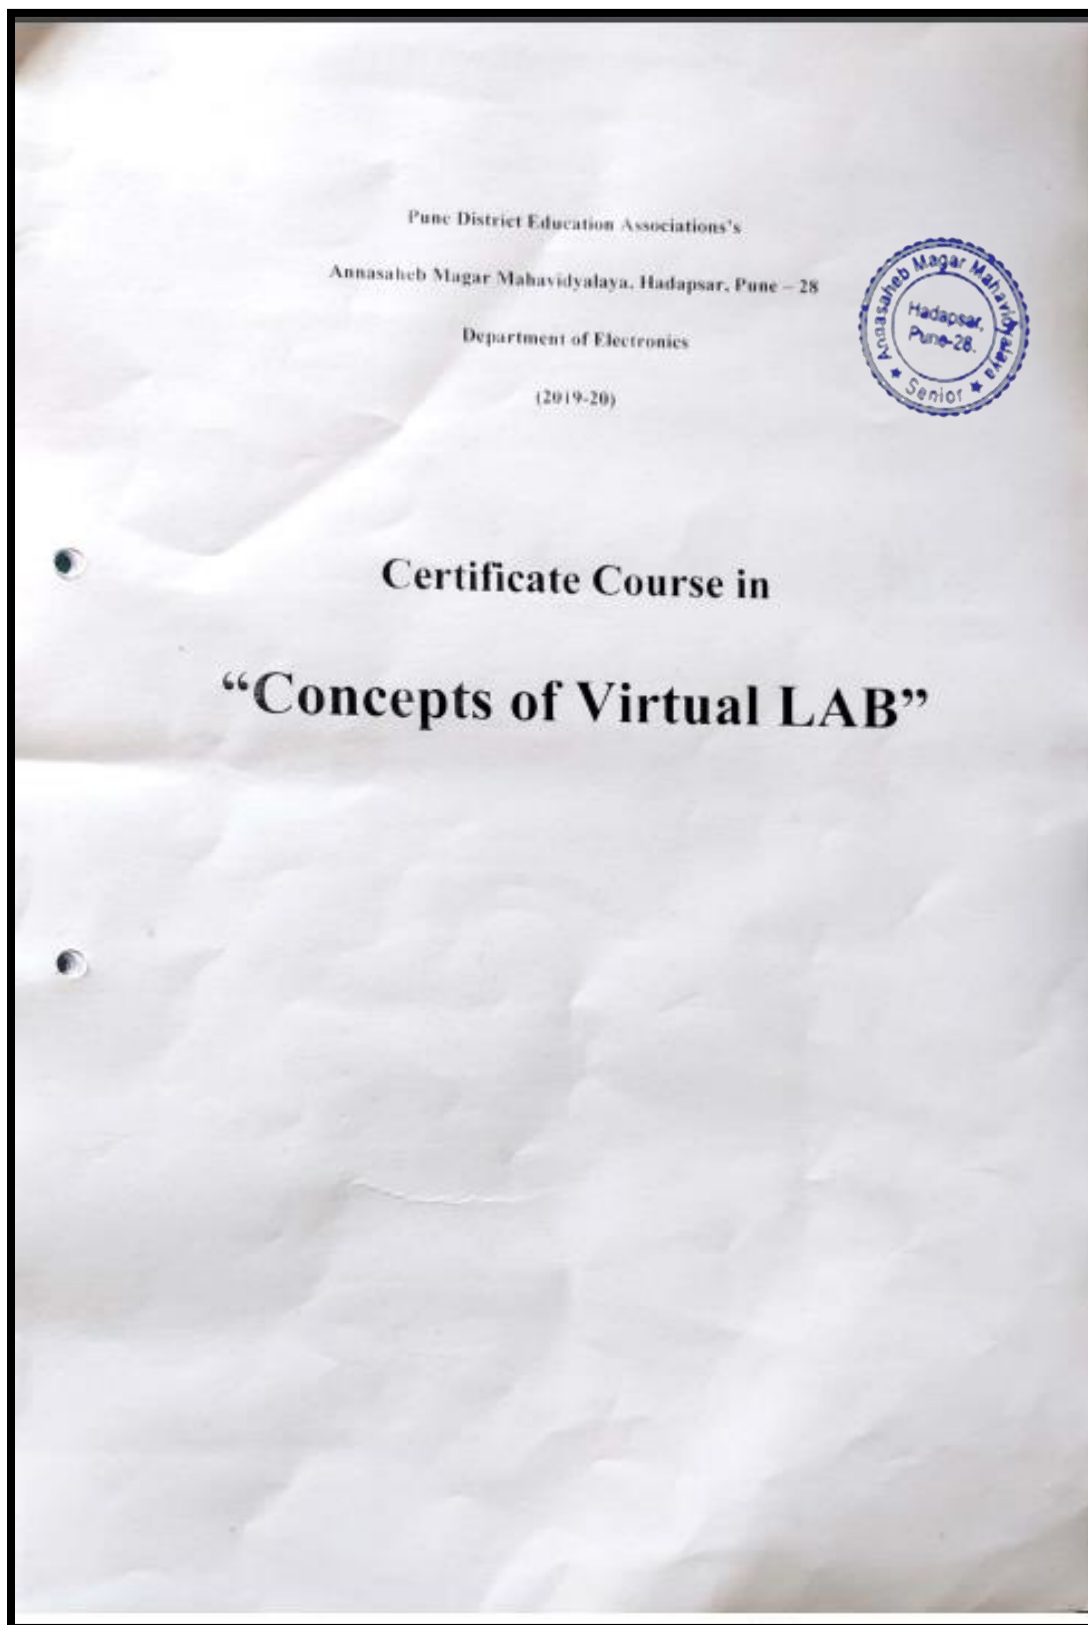 Pune District Education Associations's
Annasaheb Magar Mahavidyalaya, Hadapsar, Pune – 28
Department of Electronics
(2019-20)
Annasaheb Magar Mahavidyalaya
Hadapsar,
Pune-28.
★ Senior ★
Certificate Course in
“Concepts of Virtual LAB”